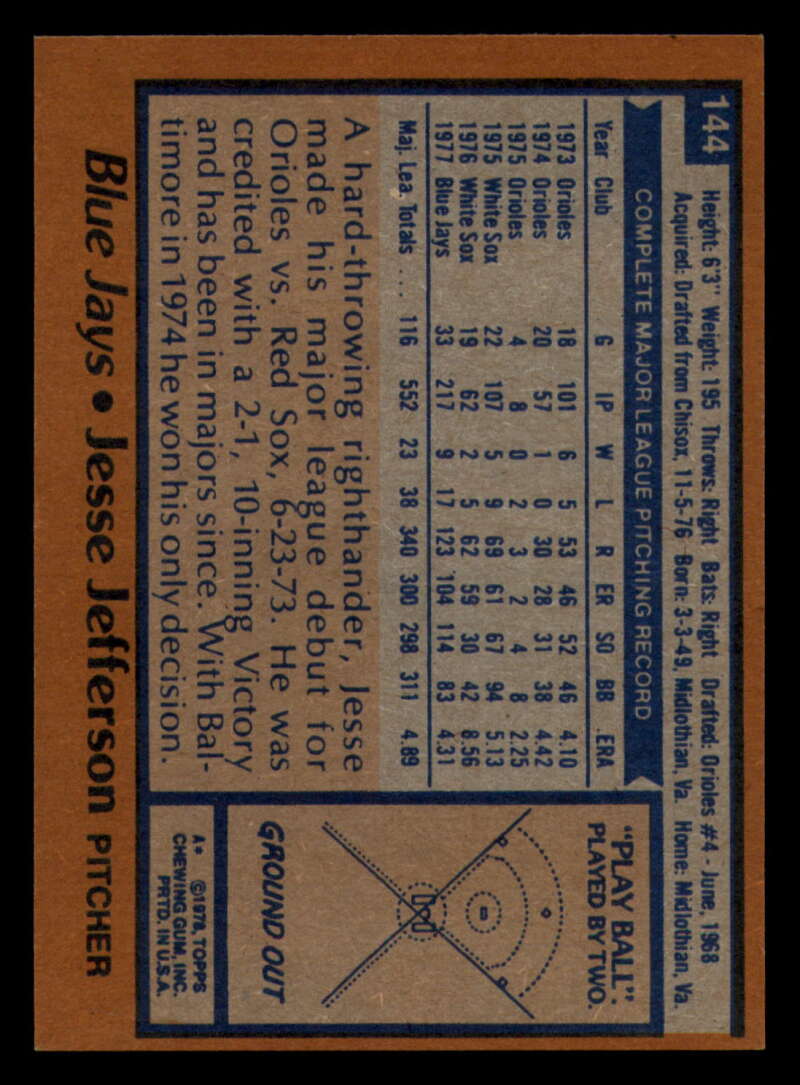 144
Height: 6'3" Weight: 195 Throws: Right Bats: Right Drafted: Orioles #4 - June, 1968
Acquired: Drafted from Chisox, 11-5-76 Born: 3-3-49, Midlothian, Va. Home: Midlothian, Va.
COMPLETE MAJOR LEAGUE PITCHING RECORD
Year Club G IP W L R ER SO BB ERA
1973 Orioles 18 101 6 5 53 46 52 46 4.10
1974 Orioles 20 57 1 0 30 28 31 38 4.42
1975 Orioles 4 8 0 2 3 2 4 8 2.25
1975 White Sox 22 107 5 9 69 61 67 94 5.13
1976 White Sox 19 62 2 5 62 59 30 42 8.56
1977 Blue Jays 33 217 9 17 123 104 114 83 4.31
Maj. Lea. Totals ... 116 552 23 38 340 300 298 311 4.89
A hard-throwing righthander, Jesse
made his major league debut for
Orioles vs. Red Sox, 6-23-73. He was
credited with a 2-1, 10-inning Victory
and has been in majors since. With Bal-
timore in 1974 he won his only decision.
"PLAY BALL".
PLAYED BY TWO.
GROUND OUT
A* ©1978, TOPPS
CHEWING GUM, INC.
PRTD. IN U.S.A.
Blue Jays • Jesse Jefferson PITCHER